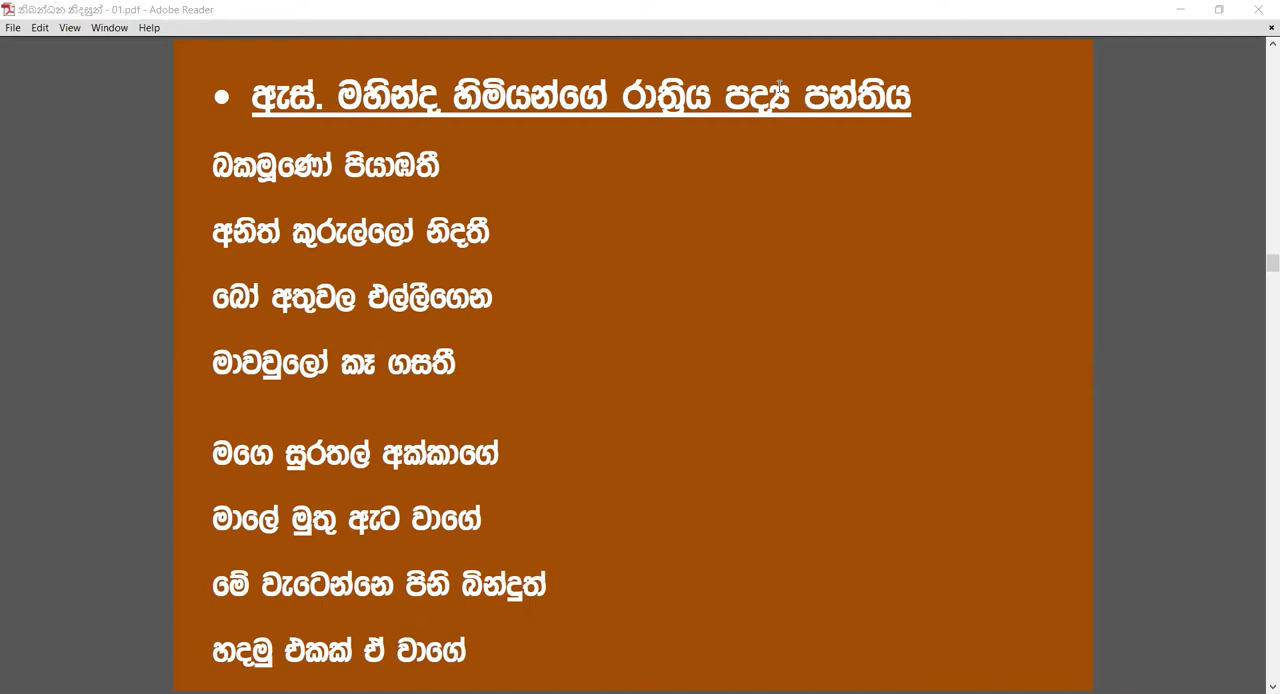 නිබන්ධන නිදසුන් - 01.pdf - Adobe Reader
File Edit View Window Help
• ඇස්. මහින්ද හිමියන්ගේ රාත්‍රිය පද්‍ය පන්තිය
බකමූණෝ පියාඹතී
අනිත් කුරුල්ලෝ නිදතී
බෝ අතුවල එල්ලීගෙන
මාවවුලෝ කෑ ගසතී
මගෙ සුරතල් අක්කාගේ
මාලේ මුතු ඇට වාගේ
මේ වැටෙන්නෙ පිනි බින්දුත්
හදමු එකක් ඒ වාගේ